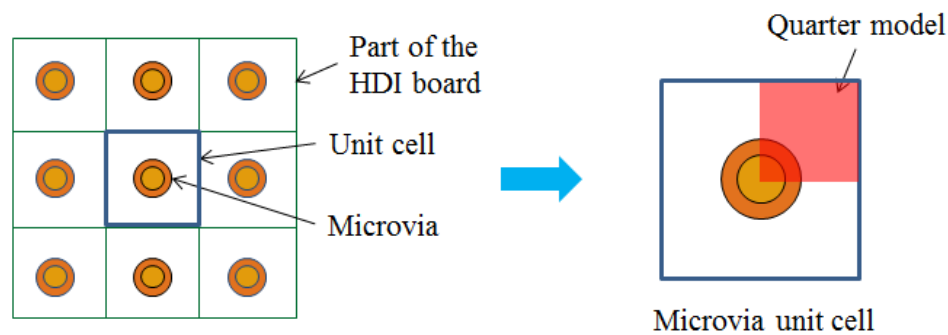 Part of the
HDI board
Unit cell
Microvia
Quarter model
Microvia unit cell